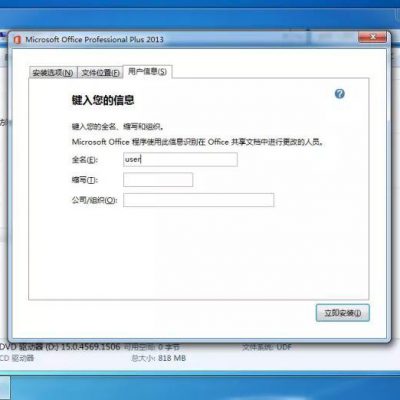 Microsoft Office Professional Plus 2013
安装选项(N) 文件位置(F) 用户信息(S)
键入您的信息
键入您的全名、缩写和组织。
Microsoft Office 程序使用此信息识别在 Office 共享文档中进行更改的人员。
全名(E): user
缩写(T):
公司/组织(O):
立即安装(I)
DVD 驱动器 (D:) 15.0.4569.1506 可用空间: 0 字节 文件系统: UDF
CD 驱动器 总大小: 818 MB